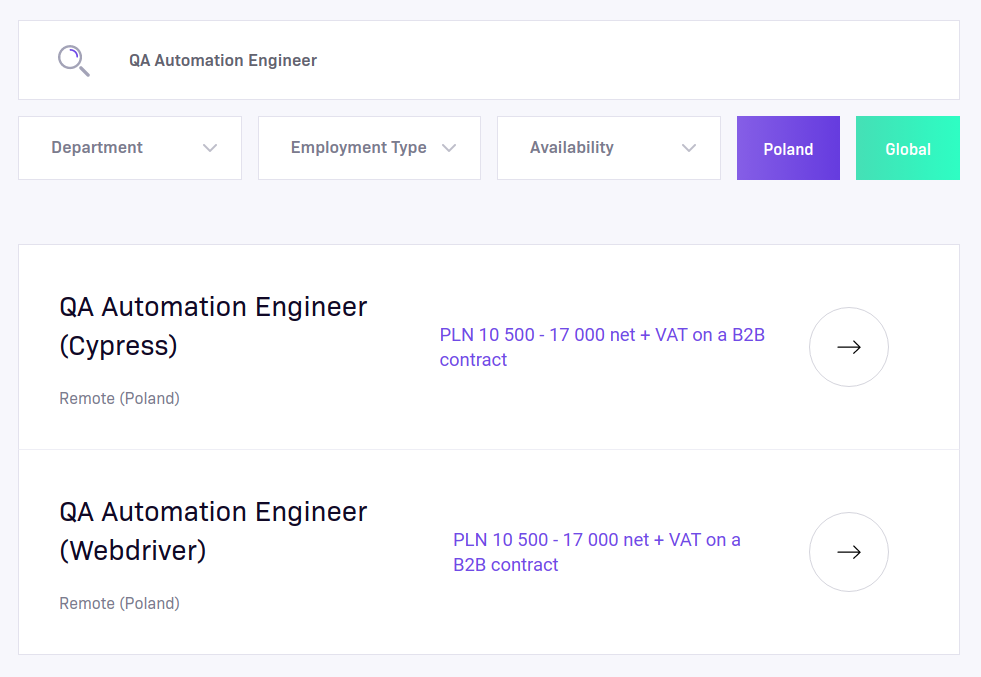 QA Automation Engineer
Department
Employment Type
Availability
Poland
Global
QA Automation Engineer
(Cypress)
Remote (Poland)
PLN 10 500 - 17 000 net + VAT on a B2B
contract
QA Automation Engineer
(Webdriver)
Remote (Poland)
PLN 10 500 - 17 000 net + VAT on a
B2B contract